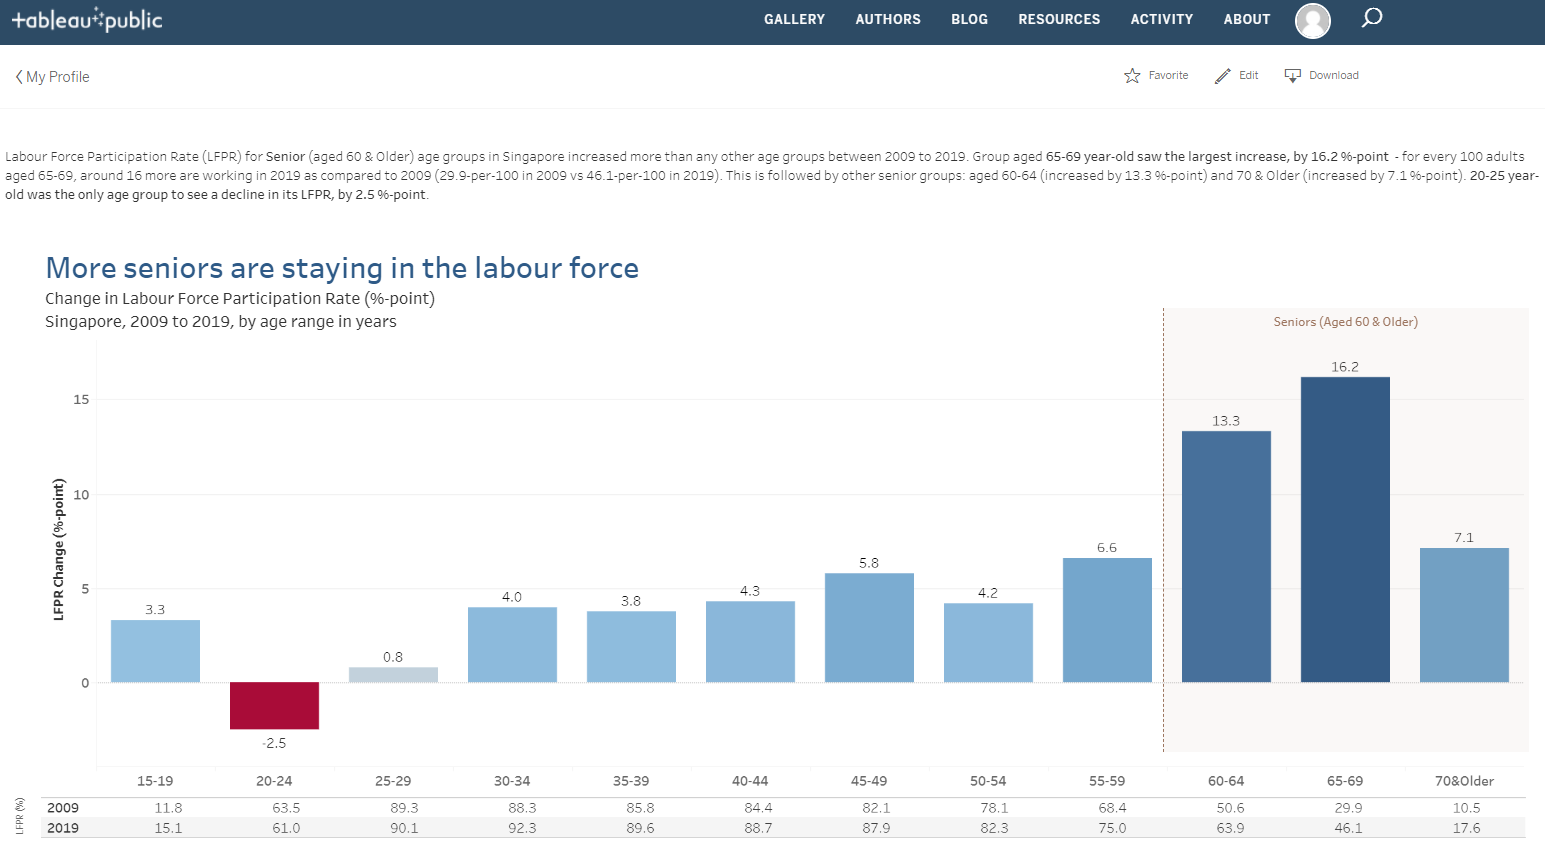 +ableau public
GALLERY AUTHORS BLOG RESOURCES ACTIVITY ABOUT
My Profile
Favorite Edit Download
Labour Force Participation Rate (LFPR) for Senior (aged 60 & Older) age groups in Singapore increased more than any other age groups between 2009 to 2019. Group aged 65-69 year-old saw the largest increase, by 16.2 %-point - for every 100 adults
aged 65-69, around 16 more are working in 2019 as compared to 2009 (29.9-per-100 in 2009 vs 46.1-per-100 in 2019). This is followed by other senior groups: aged 60-64 (increased by 13.3 %-point) and 70 & Older (increased by 7.1 %-point). 20-25 year-
old was the only age group to see a decline in its LFPR, by 2.5 %-point.
More seniors are staying in the labour force
Change in Labour Force Participation Rate (%-point)
Singapore, 2009 to 2019, by age range in years
Seniors (Aged 60 & Older)
LFPR Change (%-point)
15
10
5
0
3.3
-2.5
0.8
4.0
3.8
4.3
5.8
4.2
6.6
13.3
16.2
7.1
15-19 20-24 25-29 30-34 35-39 40-44 45-49 50-54 55-59 60-64 65-69 70&Older
LFPR (%)
2009 11.8 63.5 89.3 88.3 85.8 84.4 82.1 78.1 68.4 50.6 29.9 10.5
2019 15.1 61.0 90.1 92.3 89.6 88.7 87.9 82.3 75.0 63.9 46.1 17.6